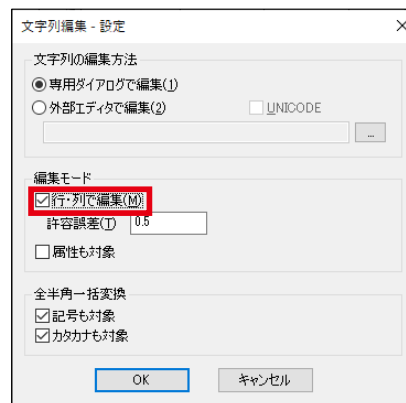 文字列編集 - 設定
文字列の編集方法
専用ダイアログで編集(1)
外部エディタで編集(2)
UNICODE
...
編集モード
行・列で編集(M)
許容誤差(T) 0.5
属性も対象
全半角一括変換
記号も対象
カタカナも対象
OK キャンセル